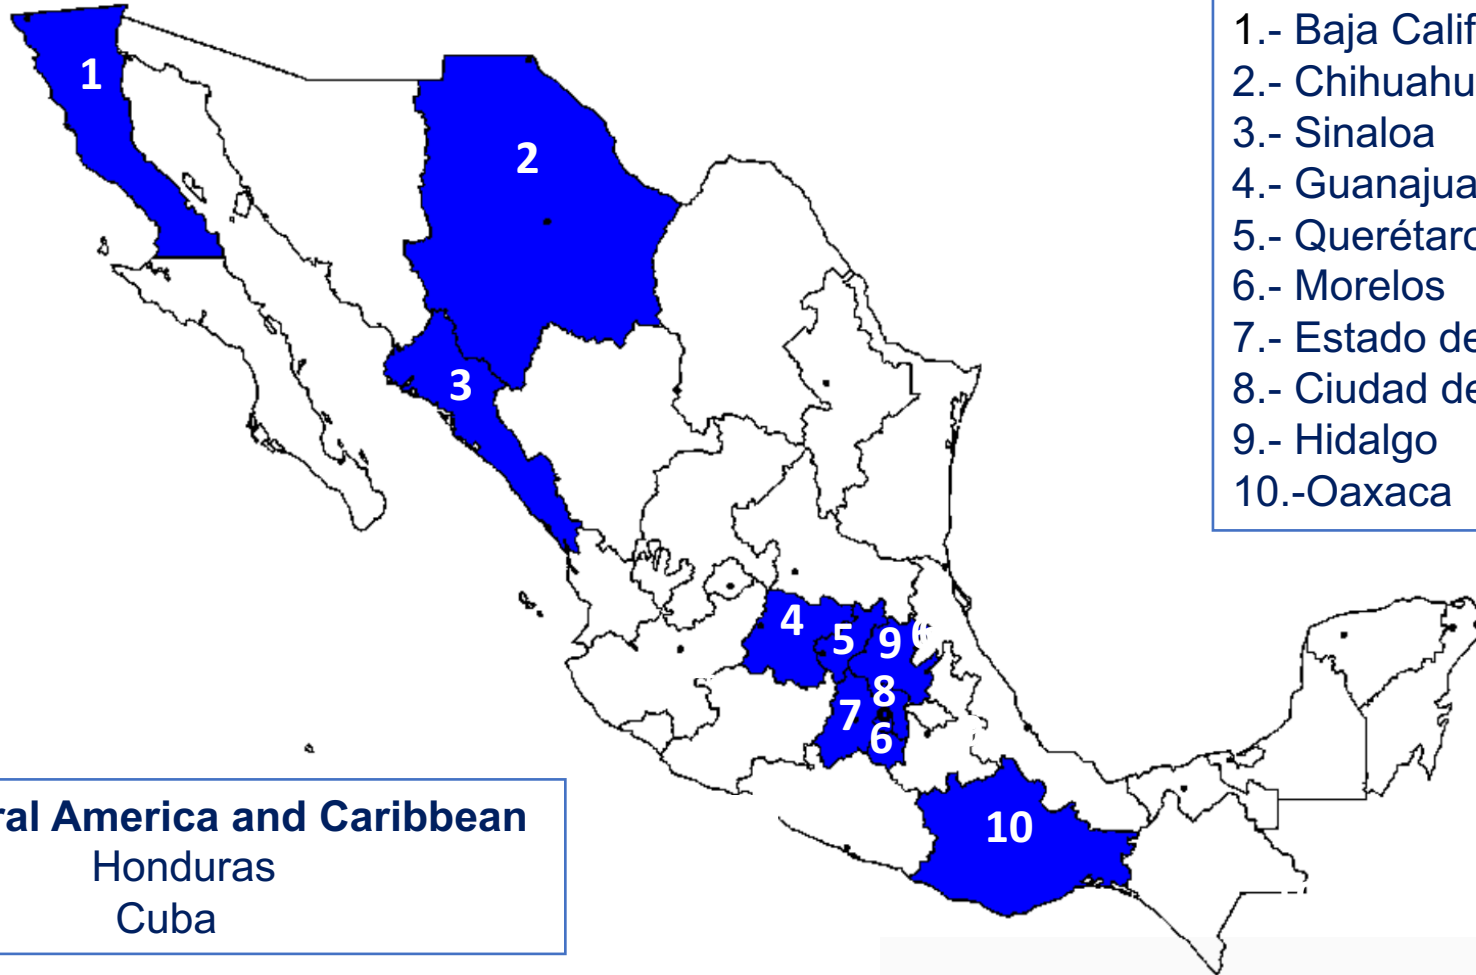 1.- Baja Calif
2.- Chihuahu
3.- Sinaloa
4.- Guanajua
5.- Querétaro
6.- Morelos
7.- Estado de
8.- Ciudad de
9.- Hidalgo
10.-Oaxaca
1
2
3
4
5
9
6
8
7
6
10
ral America and Caribbean
Honduras
Cuba